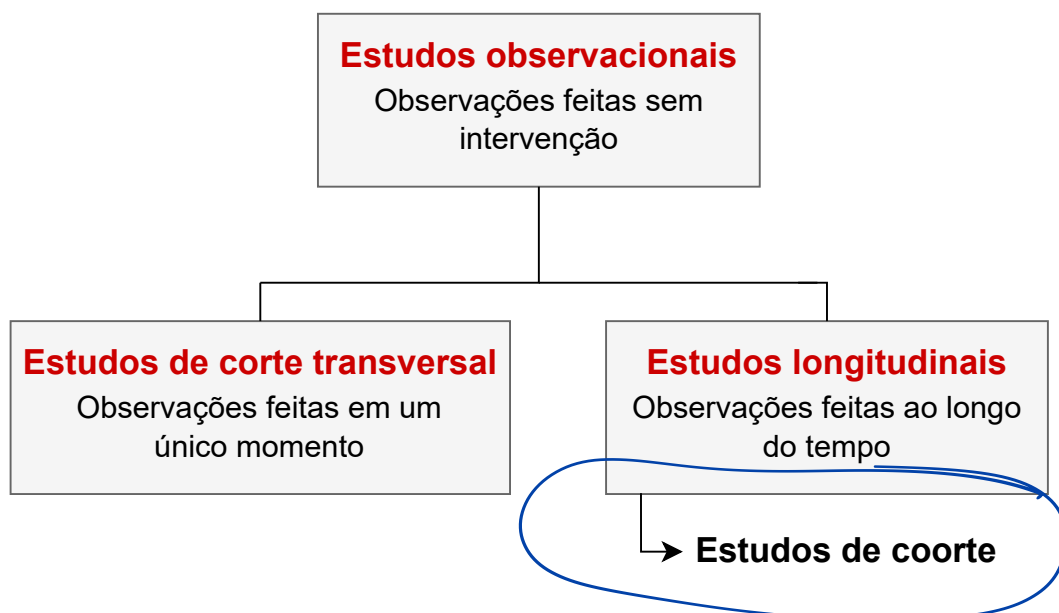 Estudos observacionais
Observações feitas sem
intervenção
Estudos de corte transversal
Observações feitas em um
único momento
Estudos longitudinais
Observações feitas ao longo
do tempo
Estudos de coorte